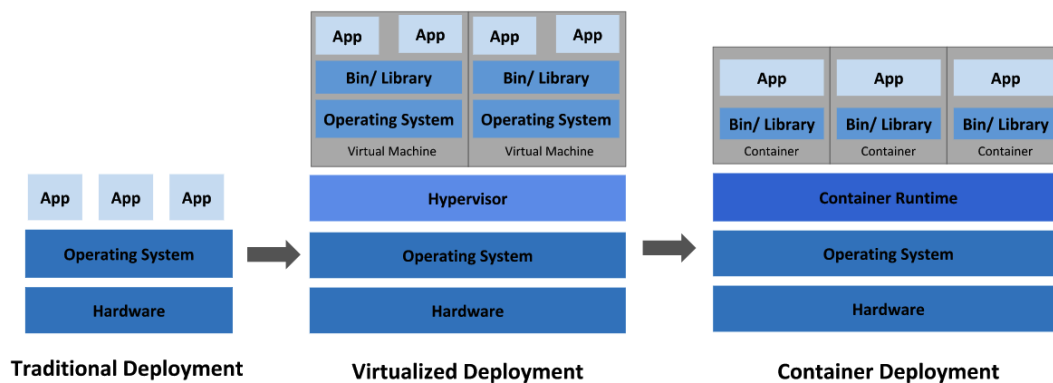 App App App
Operating System
Hardware
Traditional Deployment
App App App App
Bin/ Library Bin/ Library
Operating System Operating System
Virtual Machine Virtual Machine
Hypervisor
Operating System
Hardware
Virtualized Deployment
App App App
Bin/ Library Bin/ Library Bin/ Library
Container Container Container
Container Runtime
Operating System
Hardware
Container Deployment